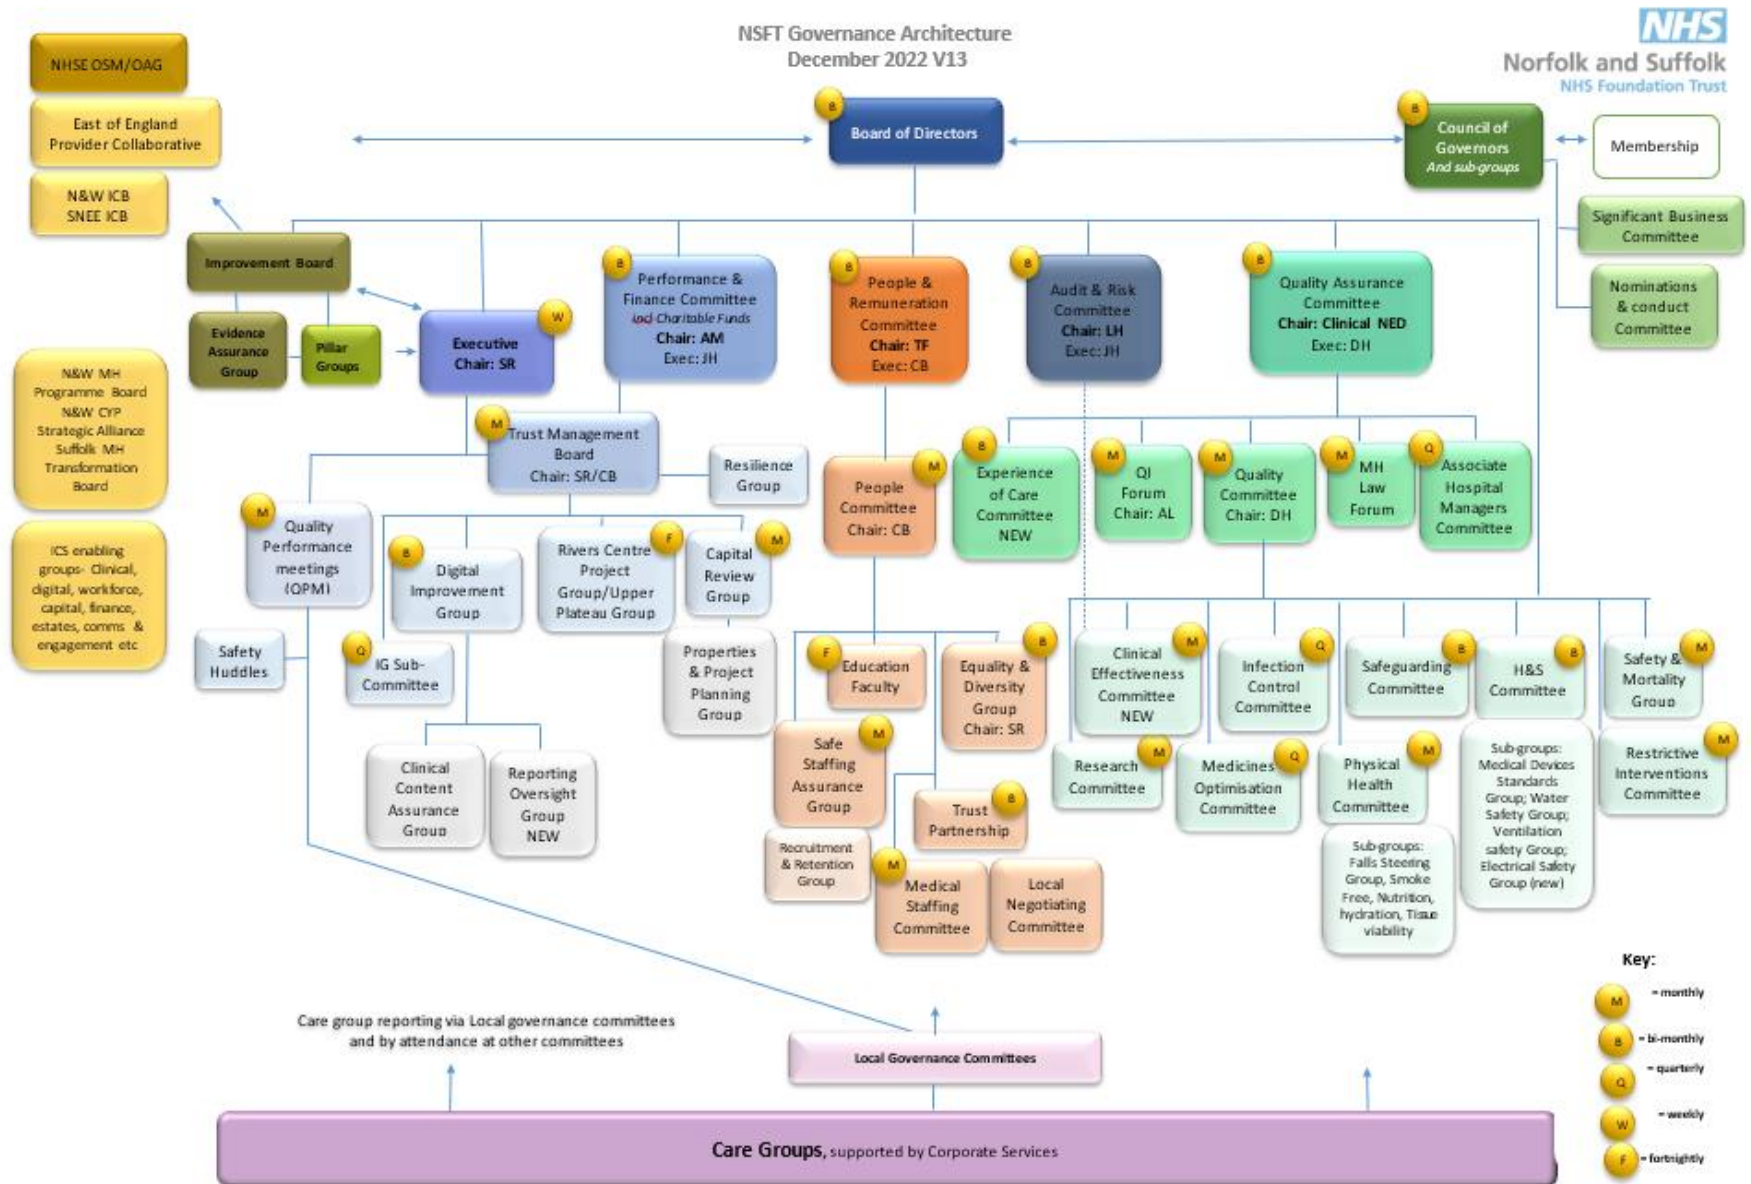 NSFT Governance Architecture
December 2022 V13
NHS
Norfolk and Suffolk
NHS Foundation Trust
NHSE OSM/OAG
East of England
Provider Collaborative
N&W ICB
SNEE ICB
B
Board of Directors
B
Council of
Governors
And sub-groups
Membership
Significant Business
Committee
Nominations
& conduct
Committee
Improvement Board
Evidence
Assurance
Group
Pillar
Groups
W
Executive
Chair: SR
B
Performance &
Finance Committee
incl Charitable Funds
Chair: AM
Exec: JH
B
People &
Remuneration
Committee
Chair: TF
Exec: CB
B
Audit & Risk
Committee
Chair: LH
Exec: JH
B
Quality Assurance
Committee
Chair: Clinical NED
Exec: DH
N&W MH
Programme Board
N&W CYP
Strategic Alliance
Suffolk MH
Transformation
Board
ICS enabling
groups- Clinical,
digital, workforce,
capital, finance,
estates, comms &
engagement etc
M
Trust Management
Board
Chair: SR/CB
Resilience
Group
M
People
Committee
Chair: CB
B
Experience
of Care
Committee
NEW
M
QI
Forum
Chair: AL
M
Quality
Committee
Chair: DH
M
MH
Law
Forum
Q
Associate
Hospital
Managers
Committee
M
Quality
Performance
meetings
(QPM)
B
Digital
Improvement
Group
F
Rivers Centre
Project
Group/Upper
Plateau Group
M
Capital
Review
Group
Safety
Huddles
Q
IG Sub-
Committee
Properties
& Project
Planning
Group
Clinical
Content
Assurance
Group
Reporting
Oversight
Group
NEW
F
Education
Faculty
B
Equality &
Diversity
Group
Chair: SR
M
Safe
Staffing
Assurance
Group
B
Trust
Partnership
Recruitment
& Retention
Group
M
Medical
Staffing
Committee
Local
Negotiating
Committee
M
Clinical
Effectiveness
Committee
NEW
Q
Infection
Control
Committee
B
Safeguarding
Committee
B
H&S
Committee
M
Safety &
Mortality
Group
M
Research
Committee
Q
Medicines
Optimisation
Committee
M
Physical
Health
Committee
Sub-groups:
Medical Devices
Standards
Group; Water
Safety Group;
Ventilation
safety Group;
Electrical Safety
Group (new)
M
Restrictive
Interventions
Committee
Sub-groups:
Falls Steering
Group, Smoke
Free, Nutrition,
hydration, Tissue
viability
Care group reporting via Local governance committees
and by attendance at other committees
Local Governance Committees
Care Groups, supported by Corporate Services
Key:
M = monthly
B = bi-monthly
Q = quarterly
W = weekly
F = fortnightly